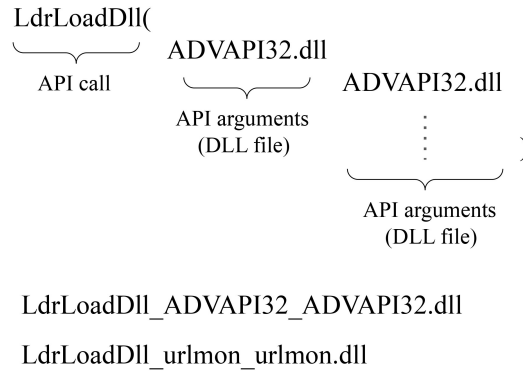 LdrLoadDll(
API call
ADVAPI32.dll
API arguments
(DLL file)
ADVAPI32.dll
)
API arguments
(DLL file)
LdrLoadDll_ADVAPI32_ADVAPI32.dll
LdrLoadDll_urlmon_urlmon.dll